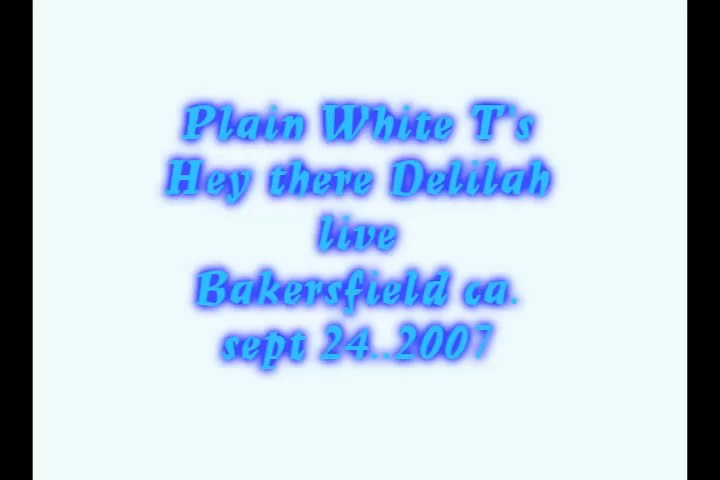 Plain White T's
Hey there Delilah
live
Bakersfield ca.
sept 24..2007